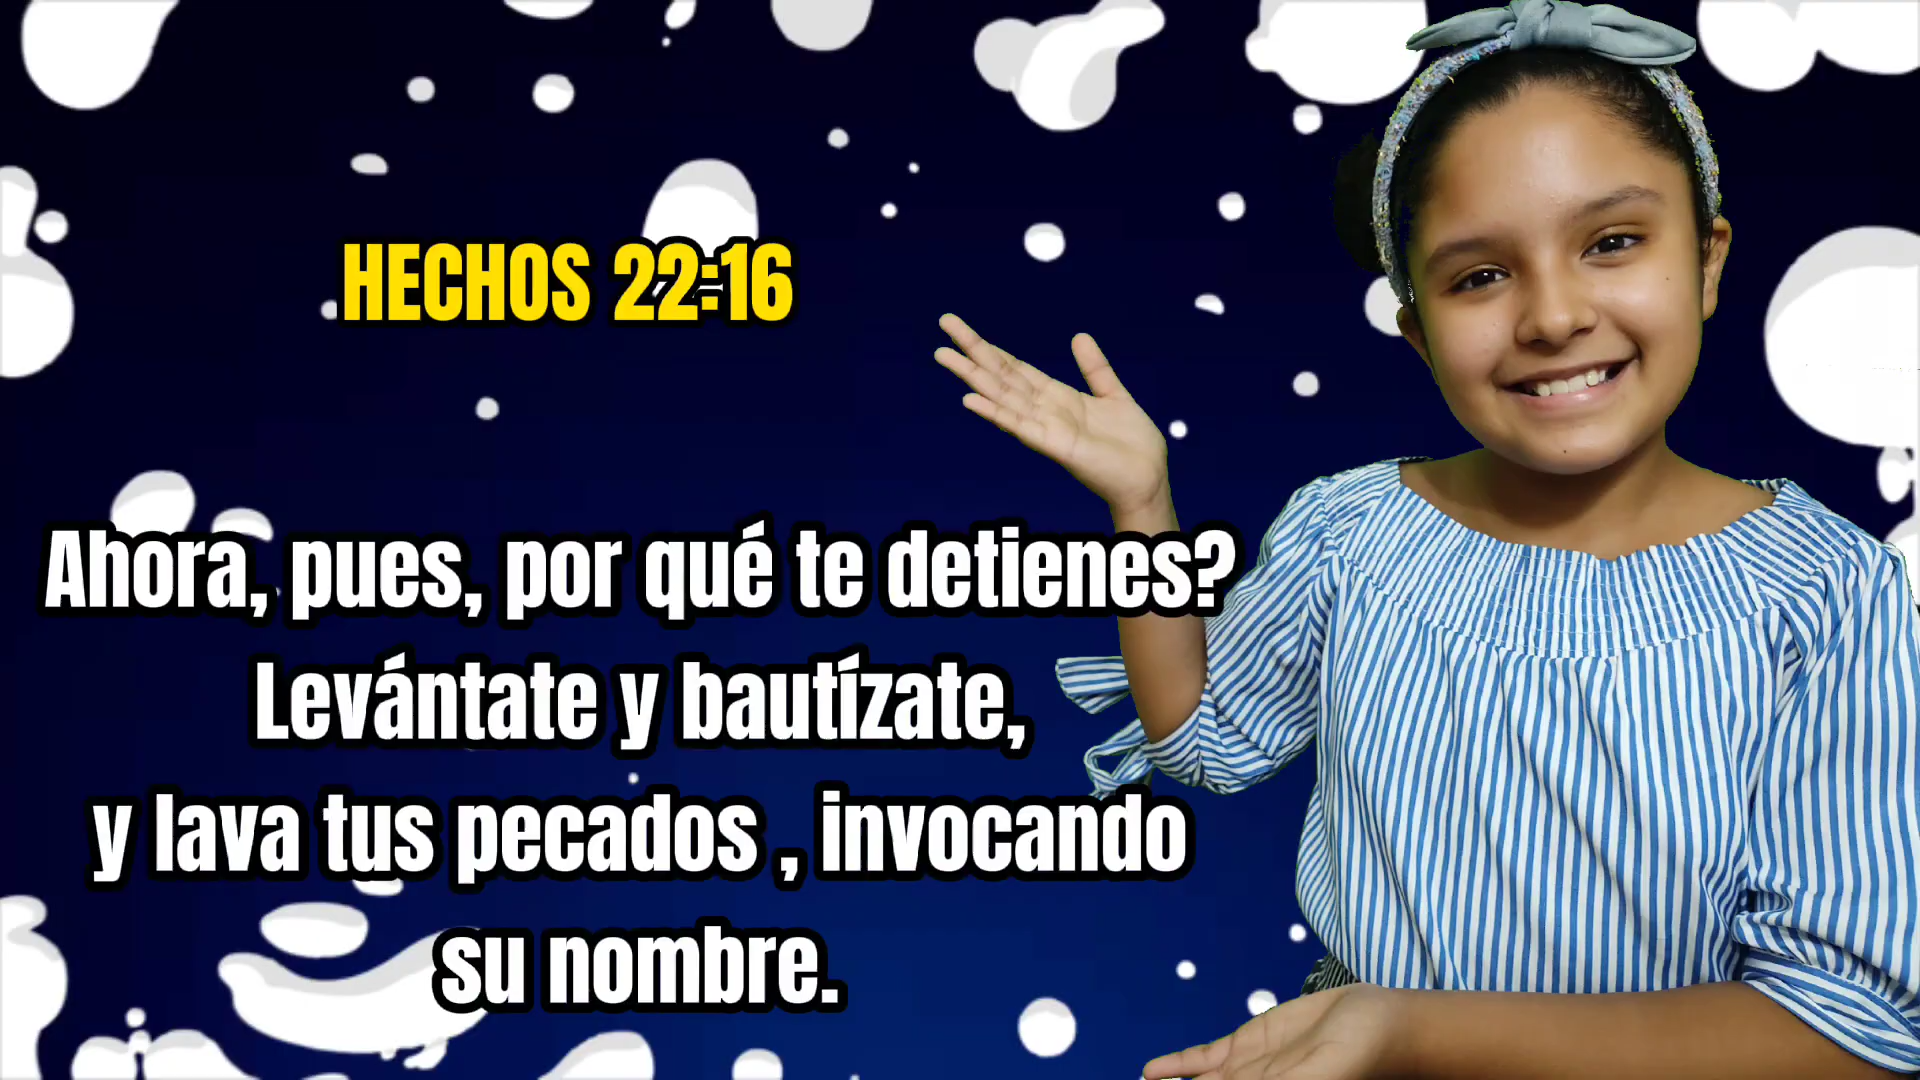 HECHOS 22:16
Ahora, pues, por qué te detienes?
Levántate y bautízate,
y lava tus pecados , invocando
su nombre.